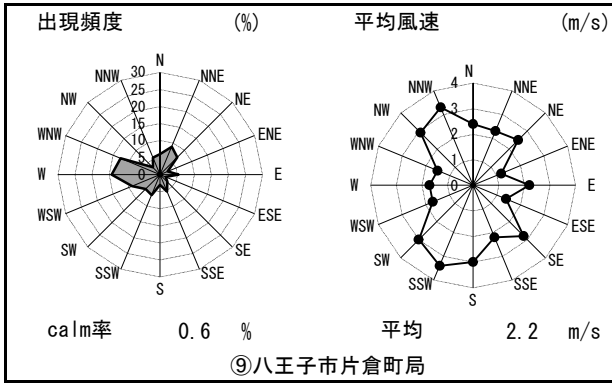 出現頻度 (%)
N
NNE
NE
ENE
E
ESE
SE
SSE
S
SSW
SW
WSW
W
WNW
NW
NNW
30
25
20
15
10
5
0
calm率 0.6 %
平均風速 (m/s)
N
NNE
NE
ENE
E
ESE
SE
SSE
S
SSW
SW
WSW
W
WNW
NW
NNW
4
3
2
1
0
平均 2.2 m/s
⑨八王子市片倉町局